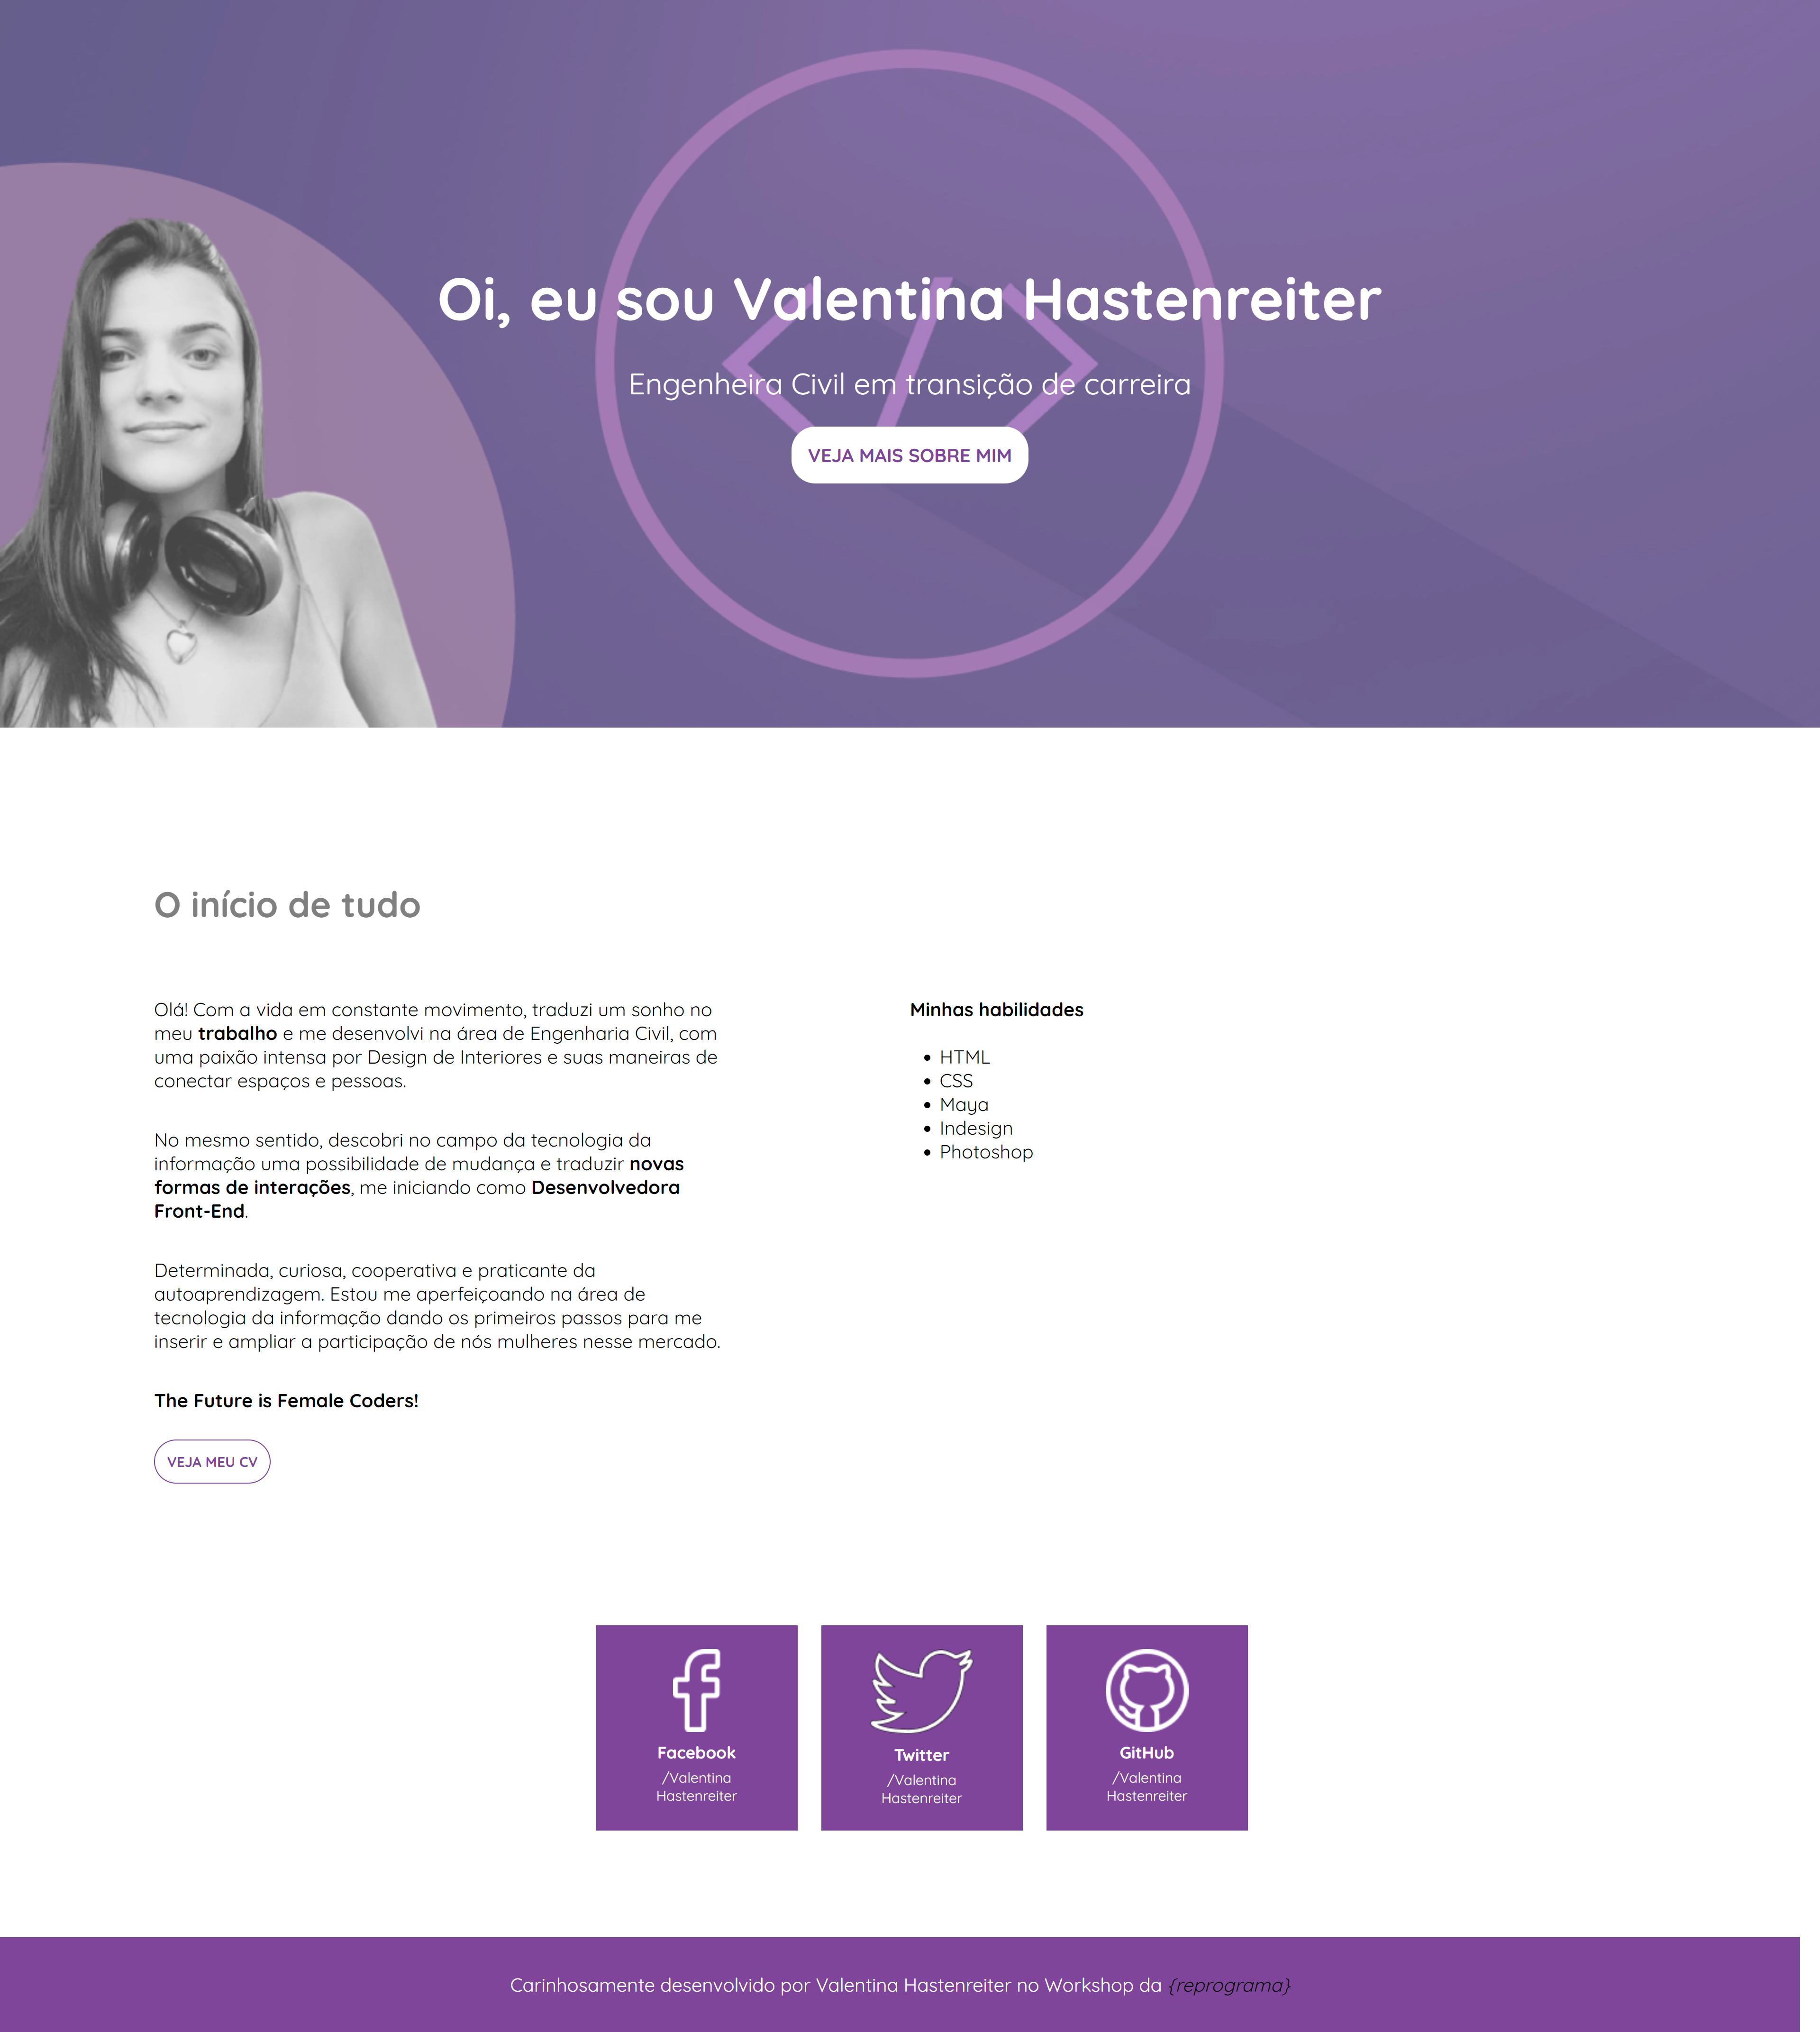 Oi, eu sou Valentina Hastenreiter
Engenheira Civil em transição de carreira
VEJA MAIS SOBRE MIM
O início de tudo
Olá! Com a vida em constante movimento, traduzi um sonho no
meu trabalho e me desenvolvi na área de Engenharia Civil, com
uma paixão intensa por Design de Interiores e suas maneiras de
conectar espaços e pessoas.
No mesmo sentido, descobri no campo da tecnologia da
informação uma possibilidade de mudança e traduzir novas
formas de interações, me iniciando como Desenvolvedora
Front-End.
Determinada, curiosa, cooperativa e praticante da
autoaprendizagem. Estou me aperfeiçoando na área de
tecnologia da informação dando os primeiros passos para me
inserir e ampliar a participação de nós mulheres nesse mercado.
The Future is Female Coders!
VEJA MEU CV
Minhas habilidades
HTML
CSS
Maya
Indesign
Photoshop
Facebook
/Valentina
Hastenreiter
Twitter
/Valentina
Hastenreiter
GitHub
/Valentina
Hastenreiter
Carinhosamente desenvolvido por Valentina Hastenreiter no Workshop da {reprograma}